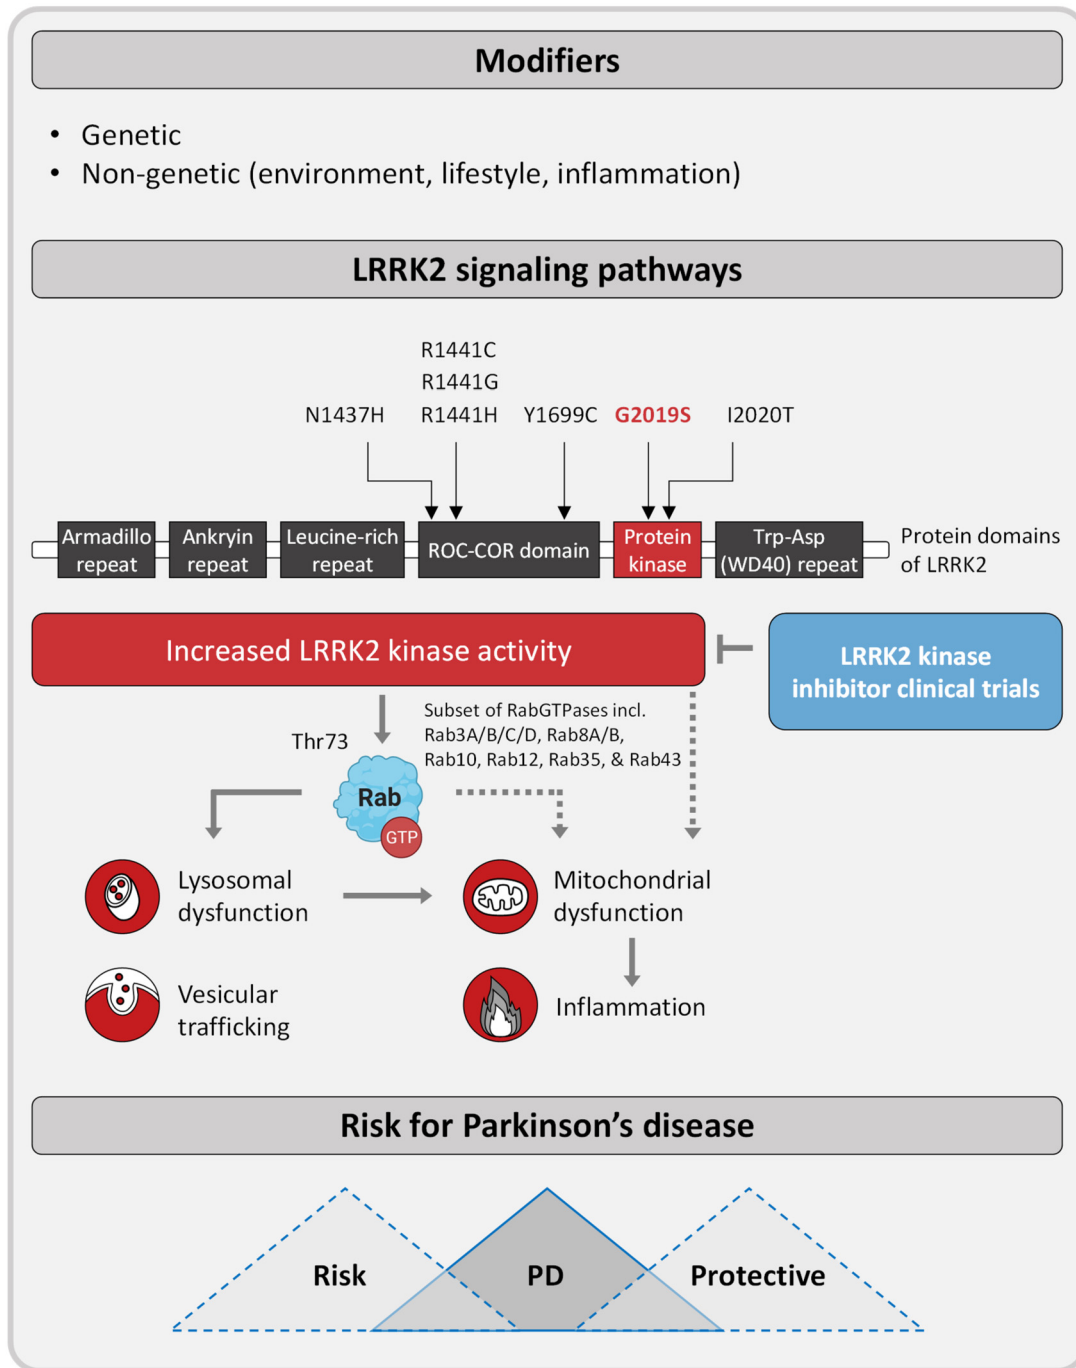 Modifiers
• Genetic
• Non-genetic (environment, lifestyle, inflammation)
LRRK2 signaling pathways
R1441C
R1441G
N1437H R1441H Y1699C G2019S I2020T
Armadillo
repeat
Ankryin
repeat
Leucine-rich
repeat
ROC-COR domain
Protein
kinase
Trp-Asp
(WD40) repeat
Protein domains
of LRRK2
Increased LRRK2 kinase activity
LRRK2 kinase
inhibitor clinical trials
Thr73
Subset of RabGTPases incl.
Rab3A/B/C/D, Rab8A/B,
Rab10, Rab12, Rab35, & Rab43
Rab
GTP
Lysosomal
dysfunction
Mitochondrial
dysfunction
Vesicular
trafficking
Inflammation
Risk for Parkinson’s disease
Risk
PD
Protective